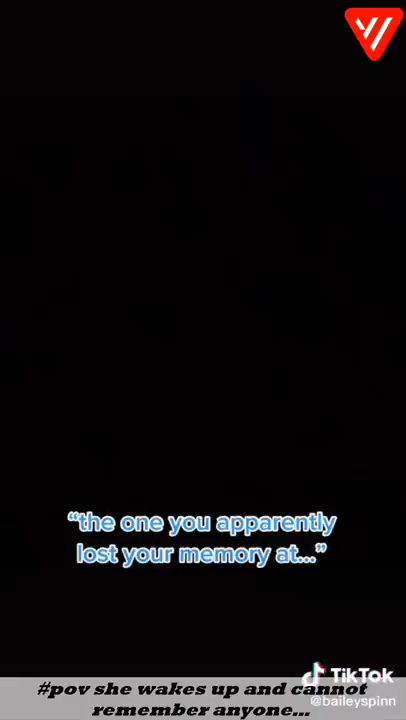 “the one you apparently
lost your memory at...”
TikTok
@baileyspinn
#pov she wakes up and cannot
remember anyone...